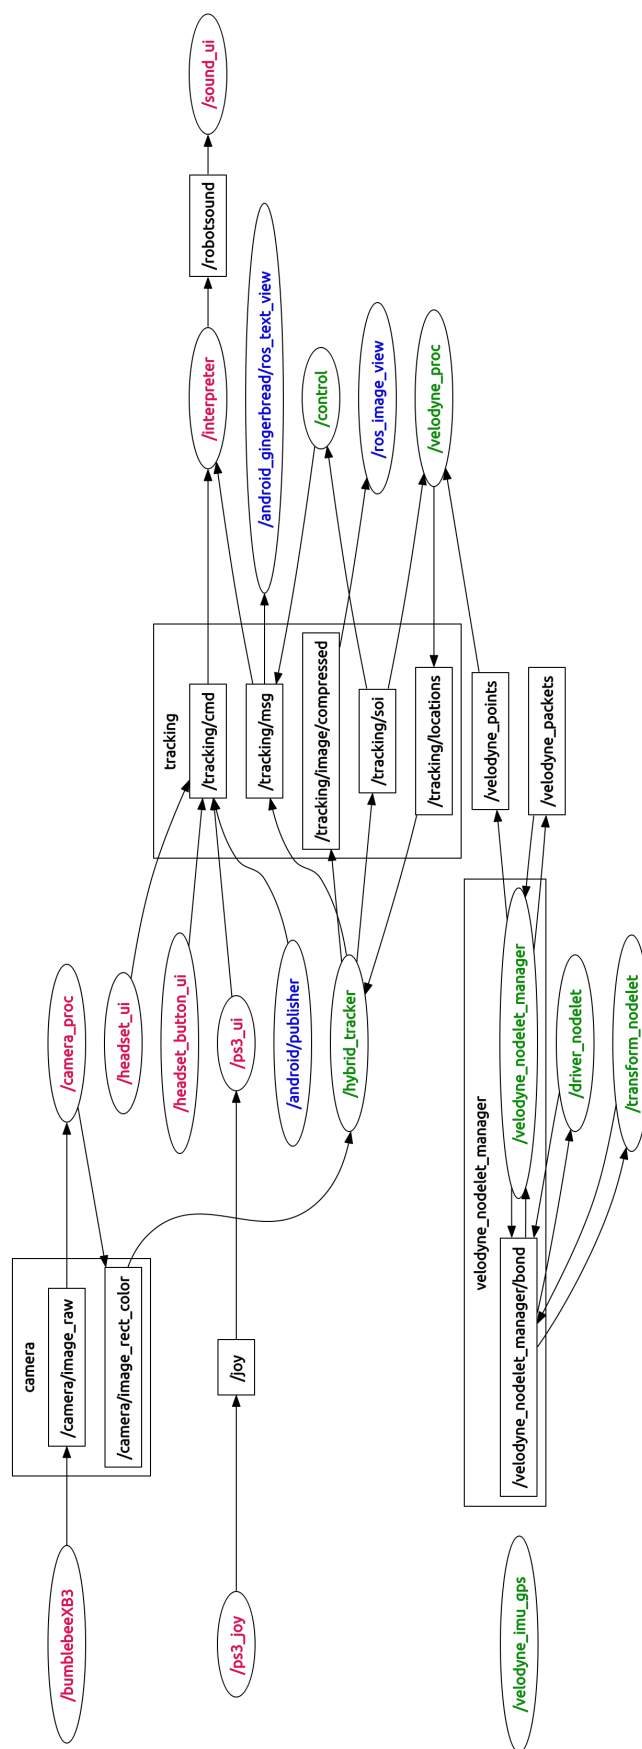 /bumblebeeXB3
camera
/camera/image_raw
/camera/image_rect_color
/camera_proc
/headset_ui
/headset_button_ui
/ps3_joy
/joy
/ps3_ui
/android/publisher
/hybrid_tracker
tracking
/tracking/cmd
/tracking/msg
/tracking/image/compressed
/tracking/soi
/tracking/locations
/interpreter
/robotsound
/sound_ui
/android_gingerbread/ros_text_view
/control
/ros_image_view
/velodyne_proc
/velodyne_points
/velodyne_packets
velodyne_nodelet_manager
/velodyne_nodelet_manager/bond
/velodyne_nodelet_manager
/driver_nodelet
/transform_nodelet
/velodyne_imu_gps